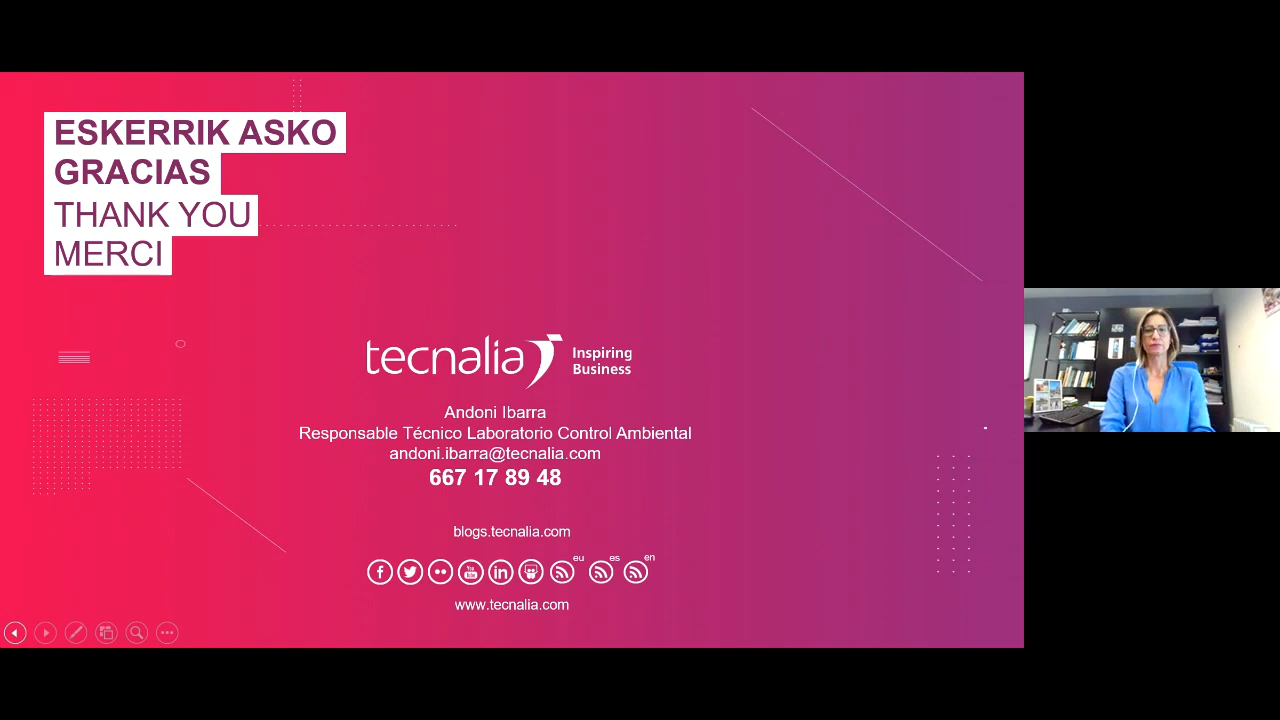 ESKERRIK ASKO
GRACIAS
THANK YOU
MERCI
tecnalia
Inspiring
Business
Andoni Ibarra
Responsable Técnico Laboratorio Control Ambiental
andoni.ibarra@tecnalia.com
667 17 89 48
blogs.tecnalia.com
eu
es
en
www.tecnalia.com